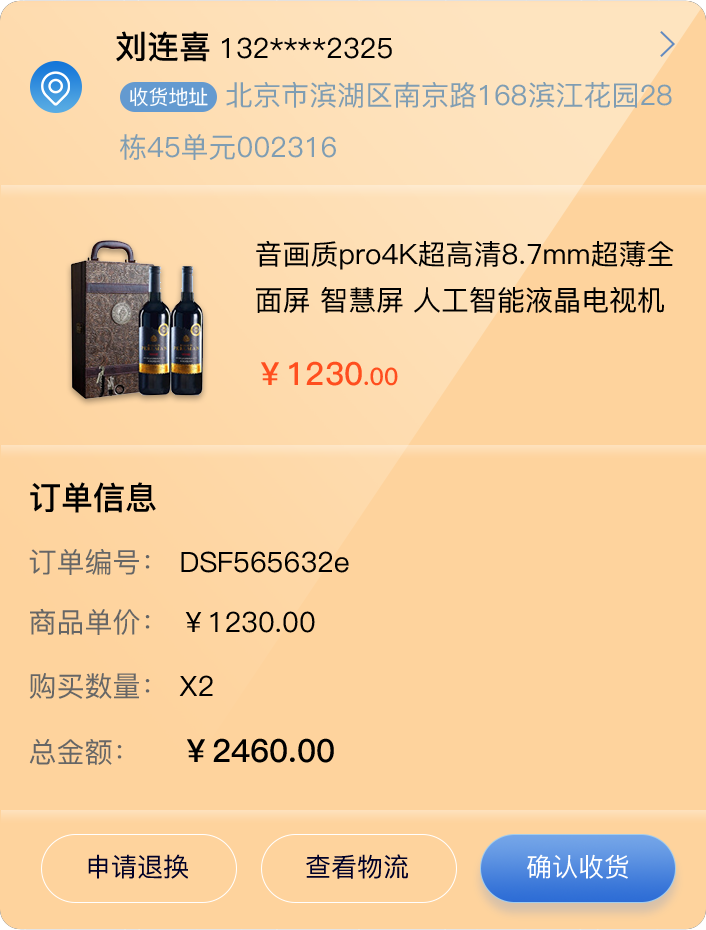 刘连喜 132****2325
收货地址 北京市滨湖区南京路168滨江花园28
栋45单元002316
音画质pro4K超高清8.7mm超薄全
面屏 智慧屏 人工智能液晶电视机
￥1230.00
订单信息
订单编号： DSF565632e
商品单价： ￥1230.00
购买数量： X2
总金额： ￥2460.00
申请退换 查看物流 确认收货